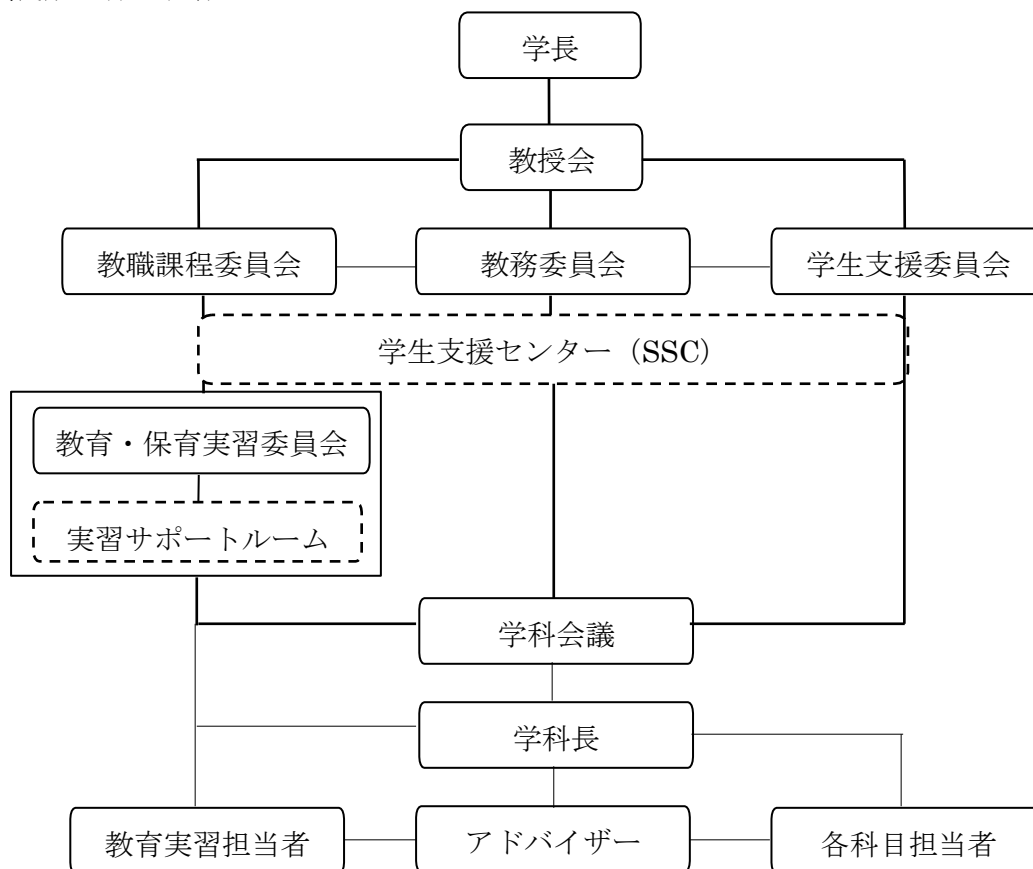 学長
教授会
教職課程委員会
教務委員会
学生支援委員会
学生支援センター（SSC）
教育・保育実習委員会
実習サポートルーム
学科会議
学科長
教育実習担当者
アドバイザー
各科目担当者